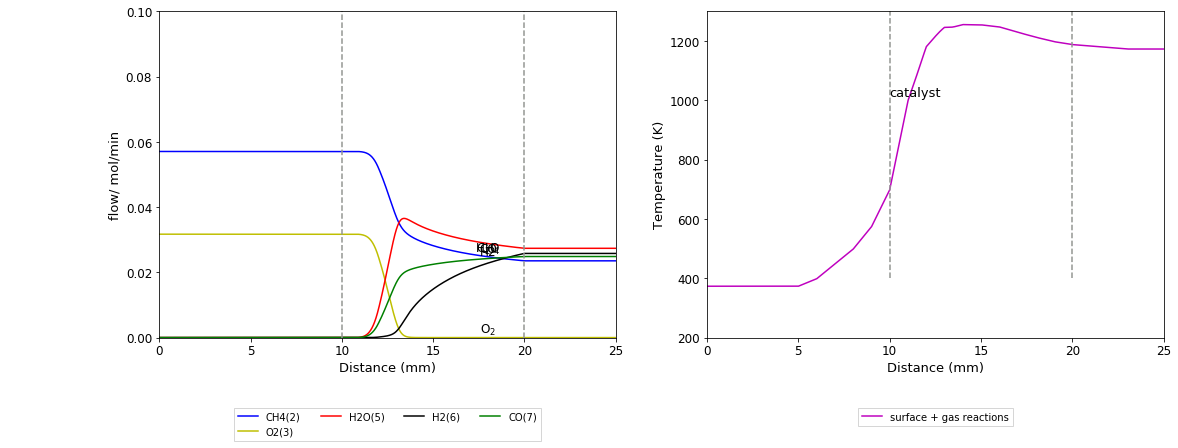 0.10
0.08
0.06
0.04
0.02
0.00
flow/ mol/min
O2
0 5 10 15 20 25
Distance (mm)
CH4(2) H2O(5) H2(6) CO(7)
O2(3)
1200
1000
800
600
400
200
Temperature (K)
catalyst
0 5 10 15 20 25
Distance (mm)
surface + gas reactions